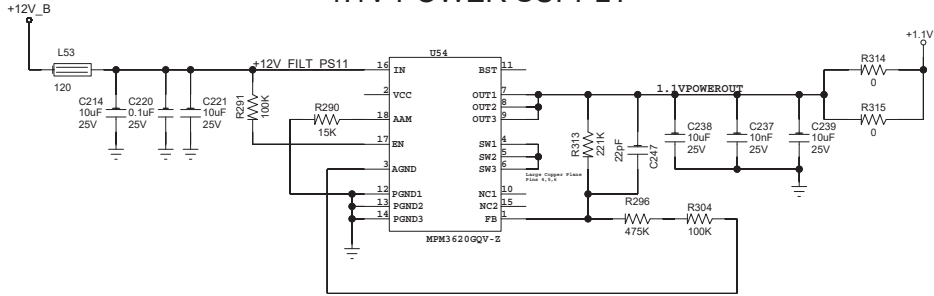 +12V_B
+1.1V
L53
120
+12V_FILT_PS11
C214
10uF
25V
C220
0.1uF
25V
C221
10uF
25V
R291
100K
R290
15K
U54
16 IN
2 VCC
18 AAM
17 EN
3 AGND
12 PGND1
13 PGND2
14 PGND3
BST 11
OUT1 7
OUT2 8
OUT3 9
SW1 4
SW2 5
SW3 6
NC1 10
NC2 15
FB 1
MPM3620GQV-Z
Large Copper Plane
Pins 4,5,6
1.1VPOWEROUT
R313
221K
22pF
C247
C238
10uF
25V
C237
10nF
25V
C239
10uF
25V
R314
0
R315
0
R296
475K
R304
100K